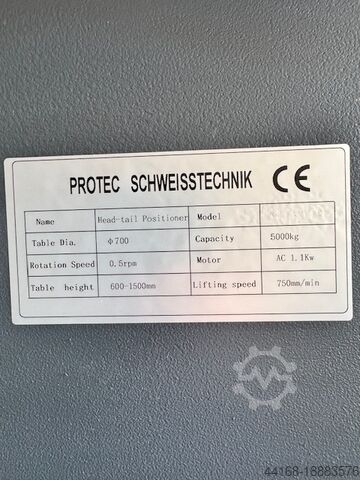 PROTEC SCHWEISSTECHNIK CE
Name Head-tail Positioner Model
Table Dia. φ700 Capacity 5000kg
Rotation Speed 0.5rpm Motor AC 1.1Kw
Table height 600-1500mm Lifting speed 750mm/min
44168-18883576